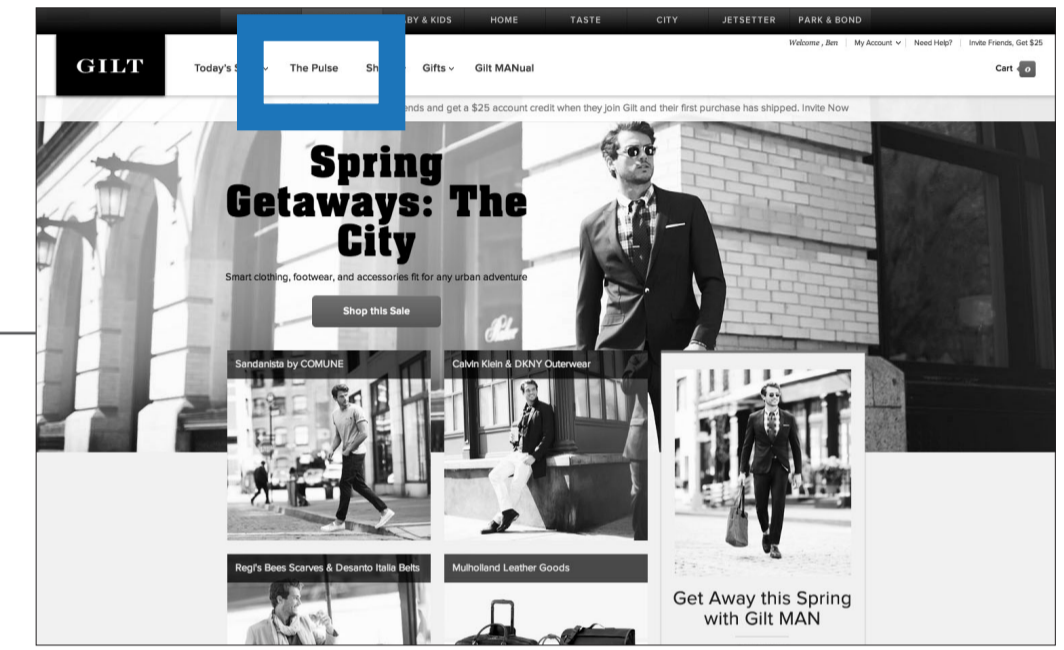 BY & KIDS HOME TASTE CITY JETSETTER PARK & BOND
Welcome , Ben My Account Need Help? Invite Friends, Get $25
GILT Today's S The Pulse Sh Gifts Gilt MANual Cart 0
ends and get a $25 account credit when they join Gilt and their first purchase has shipped. Invite Now
Spring
Getaways: The
City
Smart clothing, footwear, and accessories fit for any urban adventure
Shop this Sale
Sandanista by COMUNE
Calvin Klein & DKNY Outerwear
Regi's Bees Scarves & Desanto Italia Belts
Mulholland Leather Goods
Get Away this Spring
with Gilt MAN